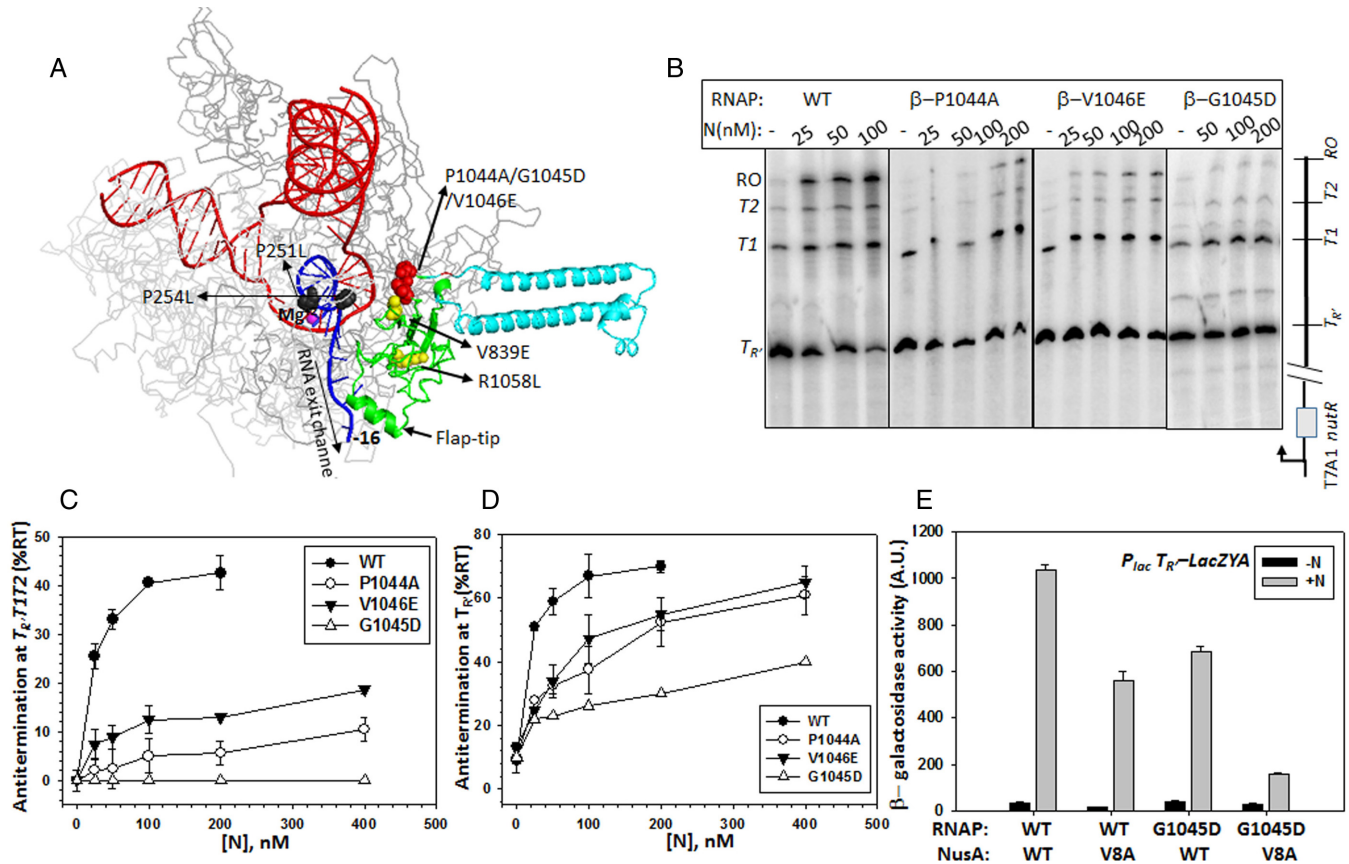 A
P1044A/G1045D
/V1046E
P251L
P254L
Mg
V839E
R1058L
RNA exit channe
-16
Flap-tip
B
RNAP: WT β–P1044A β–V1046E β–G1045D
N(nM): - 25 50 100 - 25 50 100 200 - 25 50 100 200 - 50 100 200
RO
T2
T1
TR'
RO
T2
T1
TR'
T7A1 nutR
C
Antitermination at TR'T1T2 (%RT)
50
40
30
20
10
0
WT
P1044A
V1046E
G1045D
0 100 200 300 400 500
[N], nM
D
Antitermination at TR'(%RT)
80
60
40
20
0
WT
P1044A
V1046E
G1045D
0 100 200 300 400 500
[N], nM
E
β– galactosidase activity (A.U.)
1200
1000
800
600
400
200
0
Plac TR'–LacZYA
-N
+N
RNAP: WT WT G1045D G1045D
NusA: WT V8A WT V8A